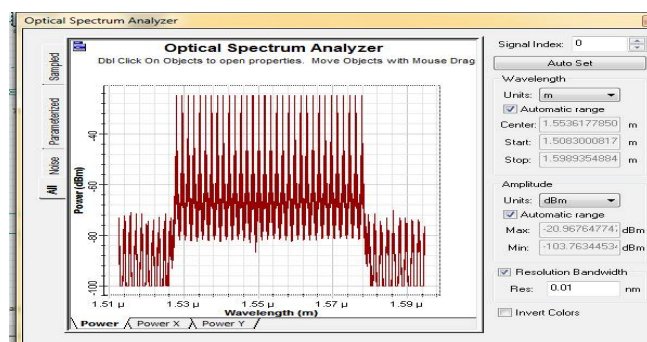 Optical Spectrum Analyzer
Signal Index: 0
Auto Set
Optical Spectrum Analyzer
Dbl Click On Objects to open properties. Move Objects with Mouse Drag
Sampled
Parameterized
Noise
All
Power (dBm)
-40
-60
-80
-100
1.51 µ
1.53 µ
1.55 µ
1.57 µ
1.59 µ
Wavelength (m)
Power
Power X
Power Y
Wavelength
Units: m
Automatic range
Center: 1.5536177850 m
Start: 1.5083000817 m
Stop: 1.5989354884 m
Amplitude
Units: dBm
Automatic range
Max: -20.96764774 dBm
Min: -103.76344534 dBm
Resolution Bandwidth
Res: 0.01 nm
Invert Colors